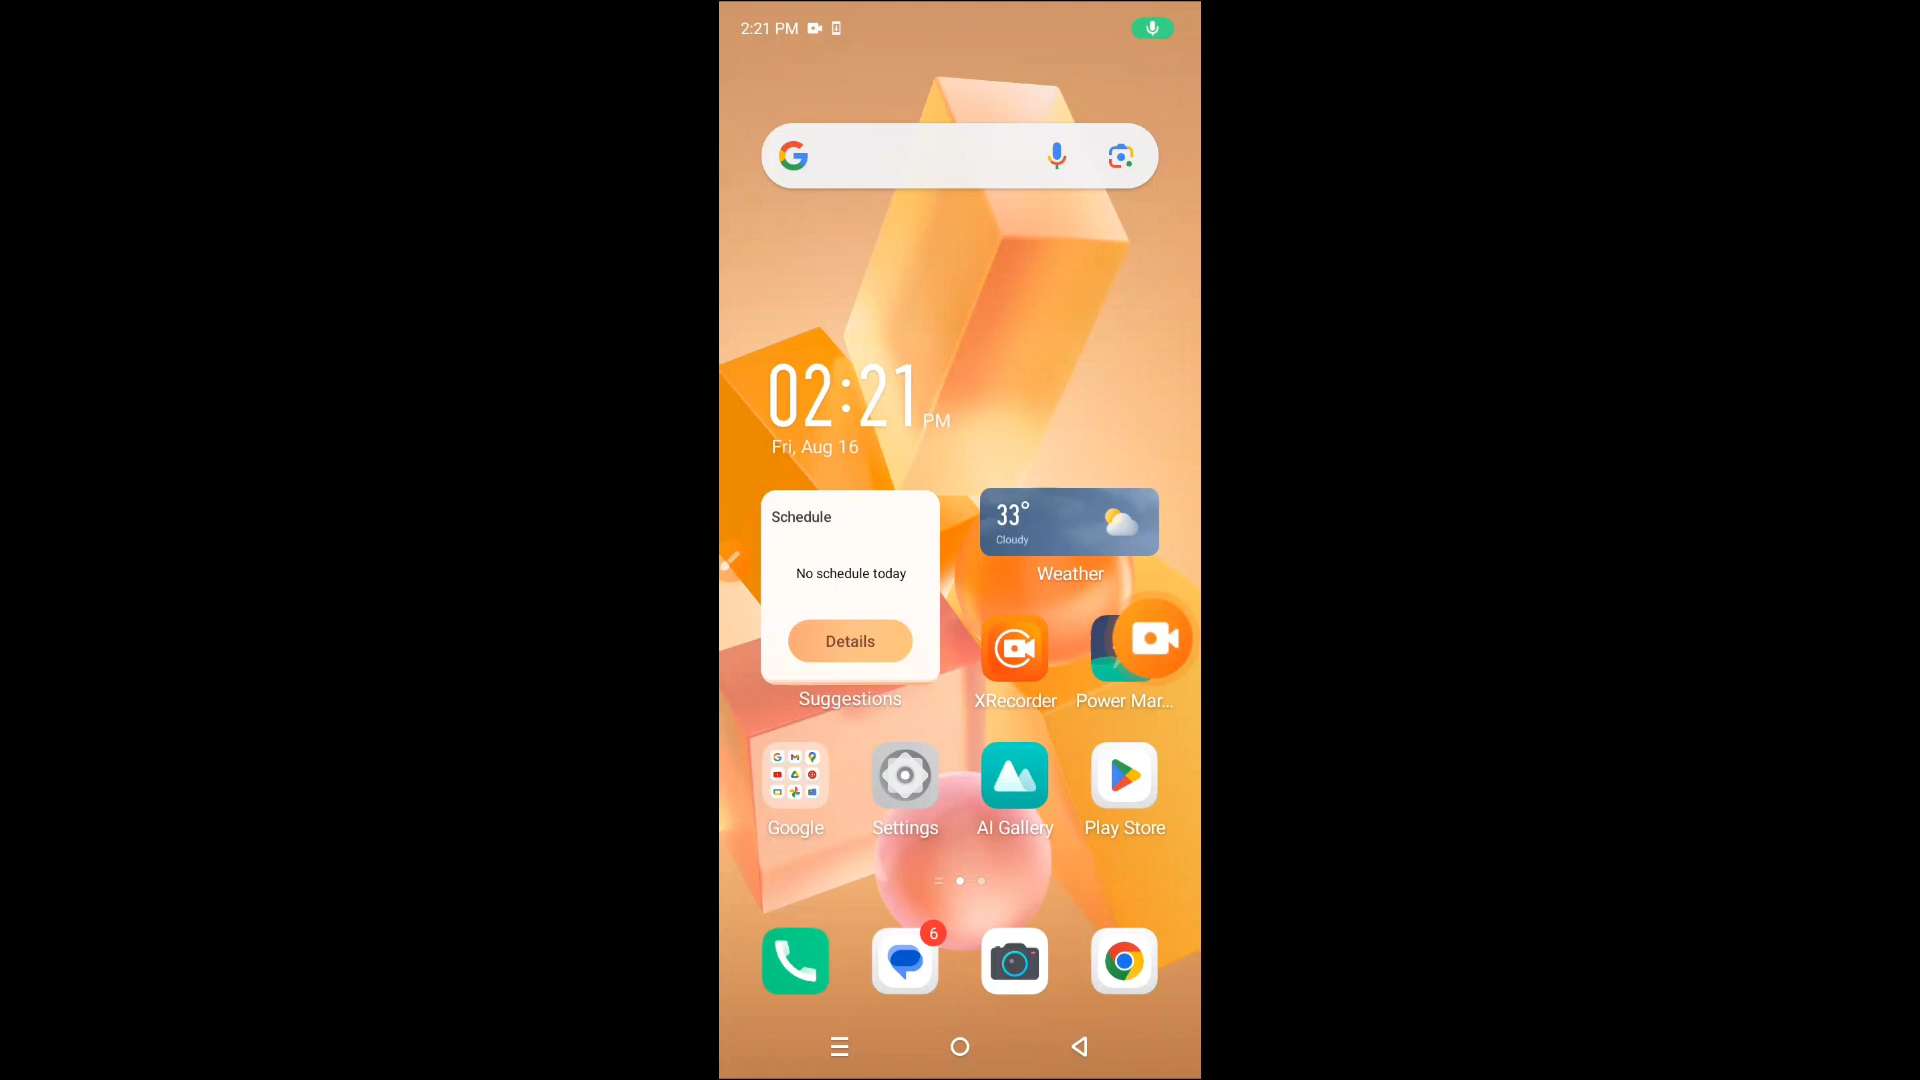 2:21 PM
02:21 PM
Fri, Aug 16
Schedule
No schedule today
Details
Suggestions
33°
Cloudy
Weather
XRecorder
Power Mar...
Google
Settings
AI Gallery
Play Store
6